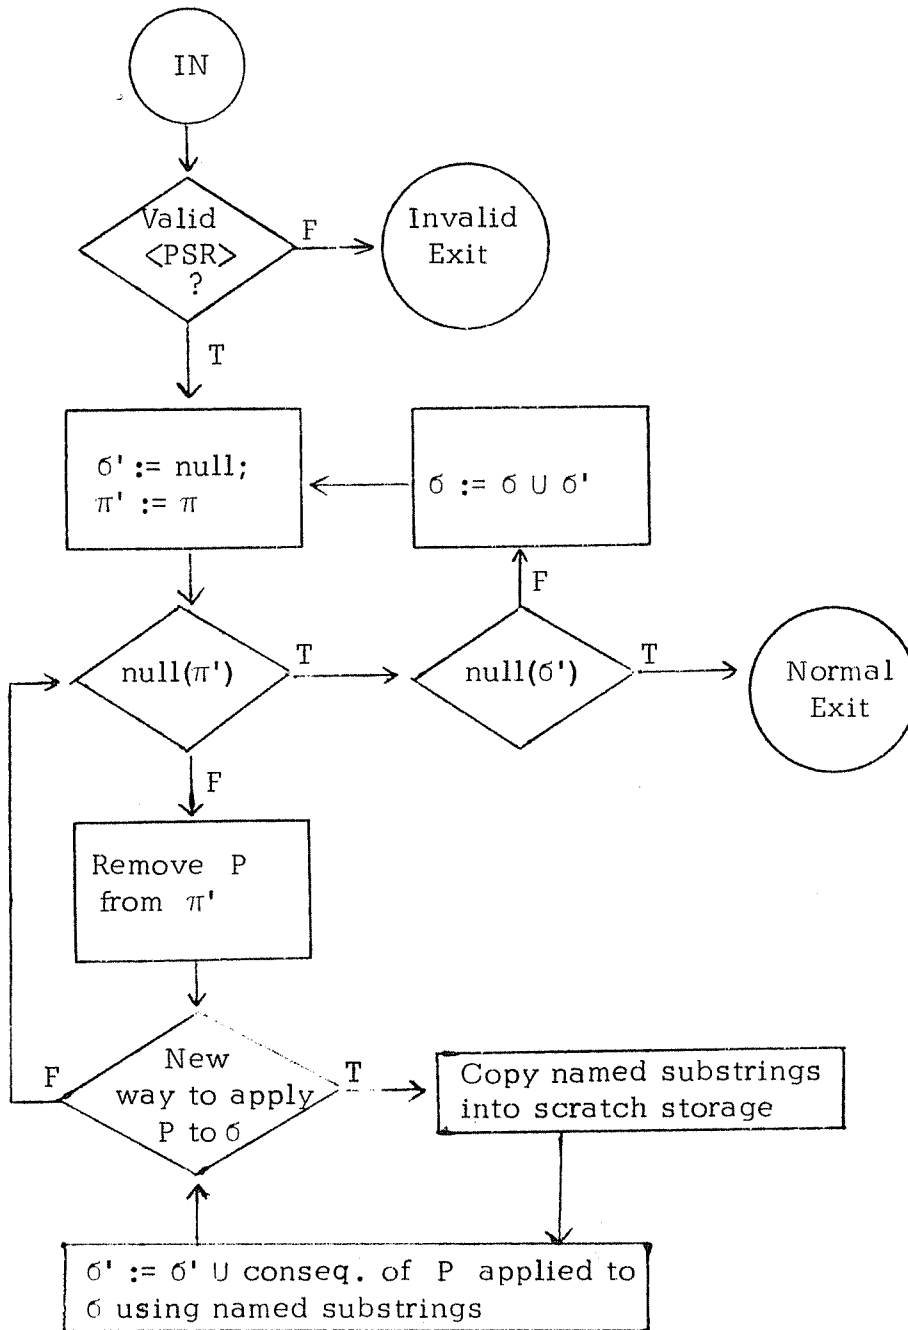 IN
Valid
<PSR>
?
F
Invalid
Exit
T
σ' := null;
π' := π
σ := σ ∪ σ'
F
null(π')
T
null(σ')
T
Normal
Exit
F
Remove P
from π'
F
New
way to apply
P to σ
T
Copy named substrings
into scratch storage
σ' := σ' ∪ conseq. of P applied to
σ using named substrings